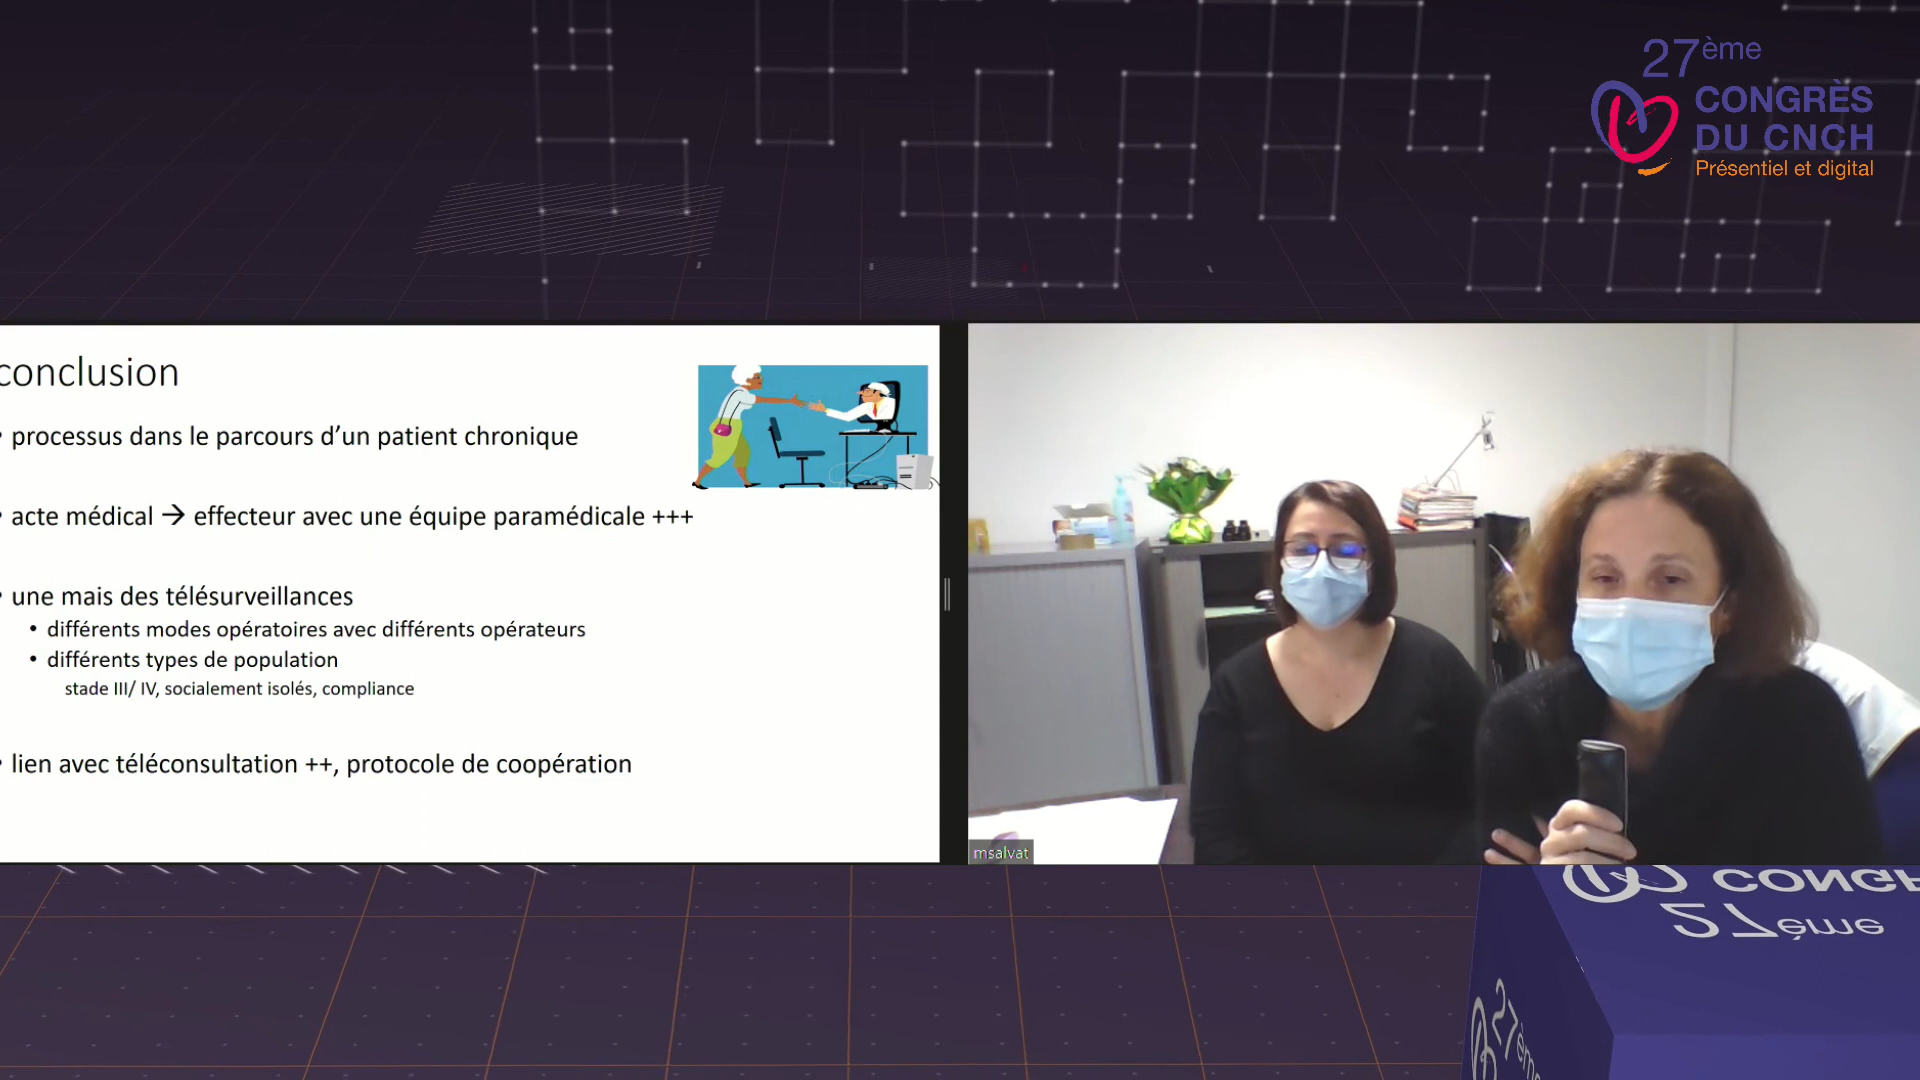 27ème
CONGRÈS
DU CNCH
Présentiel et digital
conclusion
• processus dans le parcours d’un patient chronique
• acte médical → effecteur avec une équipe paramédicale +++
• une mais des télésurveillances
• différents modes opératoires avec différents opérateurs
• différents types de population
stade III/ IV, socialement isolés, compliance
• lien avec téléconsultation ++, protocole de coopération
msalvat
CONGR
27ème
27èm